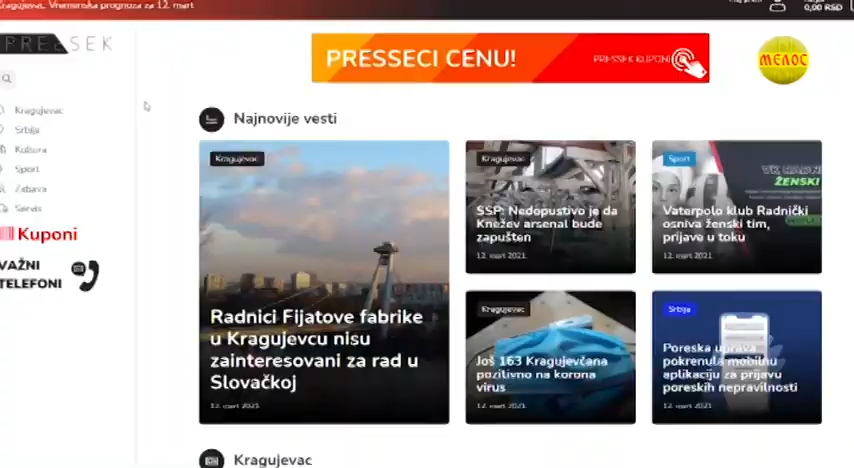 Kragujevac, Vremenska prognoza za 12. mart
0,00 RSD
PRESSEK
PRESSECI CENU!
PRESSEK KUPONI
МЕЛОС
Kragujevac
Srbija
Kultura
Sport
Zabava
Servis
Kuponi
VAŽNI
TELEFONI
Najnovije vesti
Kragujevac
Radnici Fijatove fabrike
u Kragujevcu nisu
zainteresovani za rad u
Slovačkoj
12. mart 2021.
Kragujevac
SSP: Nedopustivo je da
Knežev arsenal bude
zapušten
12. mart 2021.
Sport
ŽENSKI
Vaterpolo klub Radnički
osniva ženski tim,
prijave u toku
12. mart 2021.
Kragujevac
Još 163 Kragujevčana
pozitivno na korona
virus
12. mart 2021.
Srbija
Poreska uprava
pokrenula mobilnu
aplikaciju za prijavu
poreskih nepravilnosti
12. mart 2021.
Kragujevac